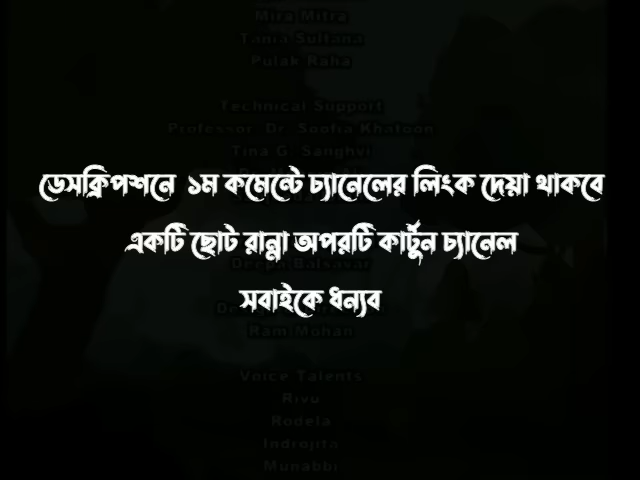 Mira Mitra
Tania Sultana
Pulak Raha
Technical Support
Professor Dr. Soofia Khatoon
Tina G. Sanghvi
ডেসক্রিপশনে ১ম কমেন্টে চ্যানেলের লিংক দেয়া থাকবে
একটি ছোট রান্না অপরটি কার্টুন চ্যানেল
সবাইকে ধন্যব
Ram Mohan
Voice Talents
Rivu
Rodela
Indrojita
Munabbi